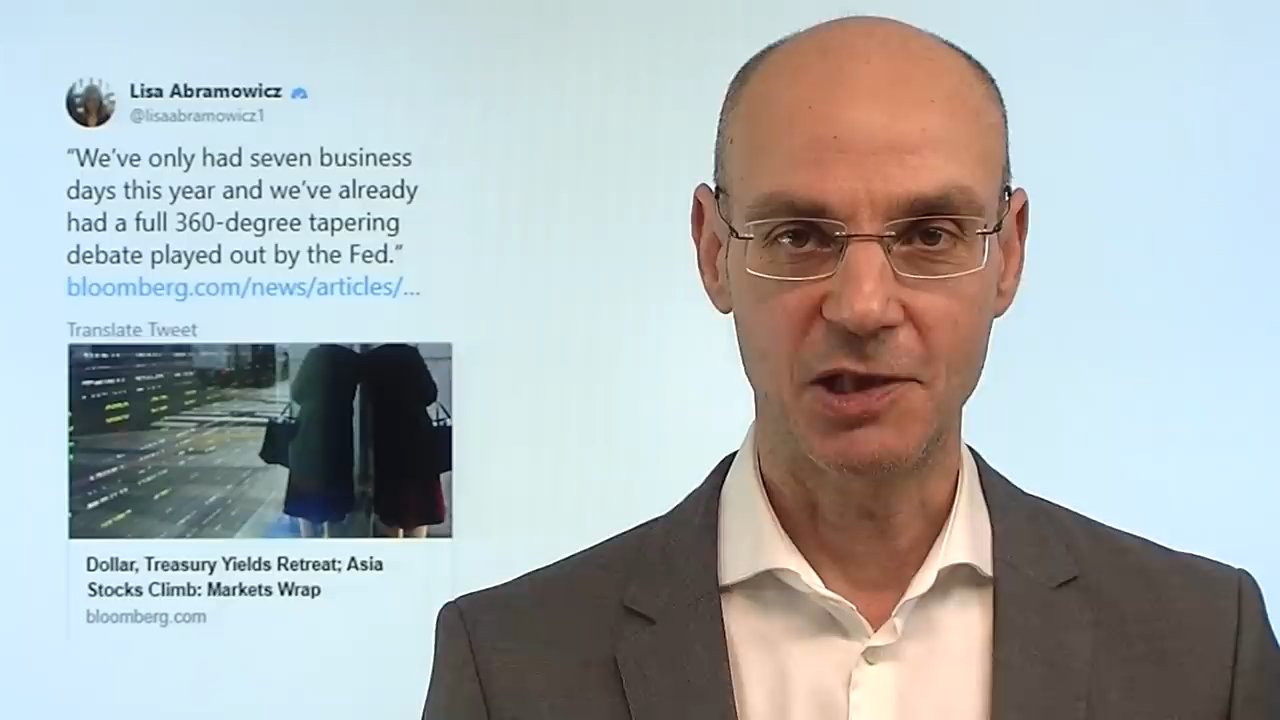 Lisa Abramowicz
@lisaabramowicz1
“We’ve only had seven business
days this year and we’ve already
had a full 360-degree tapering
debate played out by the Fed.”
bloomberg.com/news/articles/...
Translate Tweet
Dollar, Treasury Yields Retreat; Asia
Stocks Climb: Markets Wrap
bloomberg.com